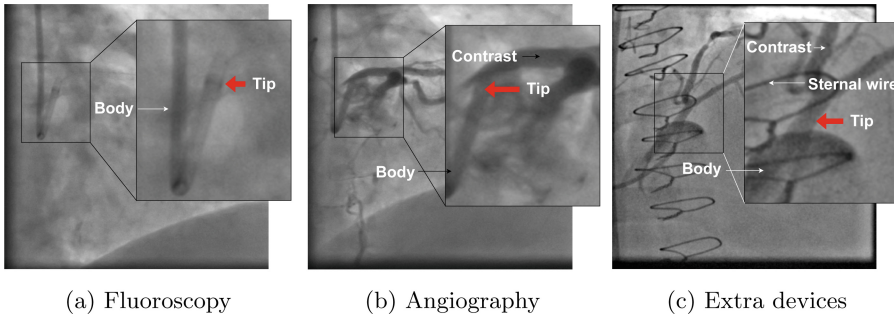 Tip
Body
Contrast
Tip
Body
Contrast
Sternal wire
Tip
Body
(a) Fluoroscopy
(b) Angiography
(c) Extra devices